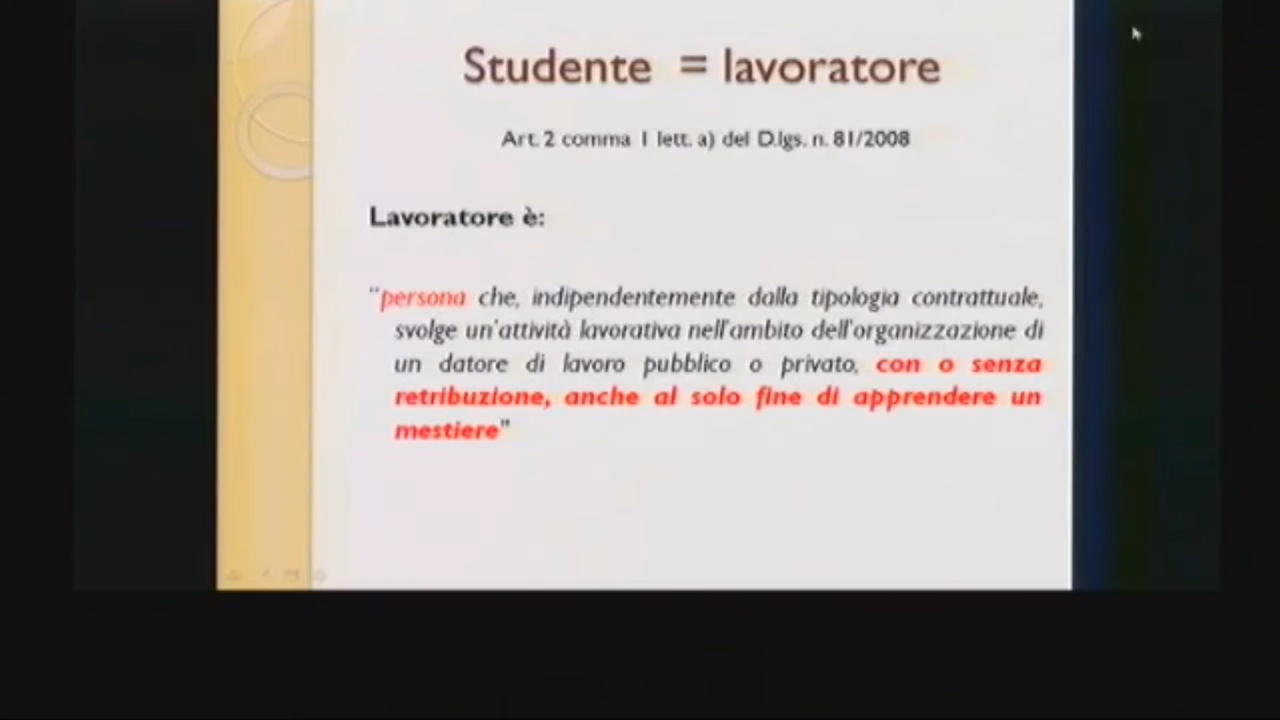 Studente = lavoratore
Art. 2 comma 1 lett. a) del D.lgs. n. 81/2008
Lavoratore è:
"persona che, indipendentemente dalla tipologia contrattuale,
svolge un'attività lavorativa nell'ambito dell'organizzazione di
un datore di lavoro pubblico o privato, con o senza
retribuzione, anche al solo fine di apprendere un
mestiere"